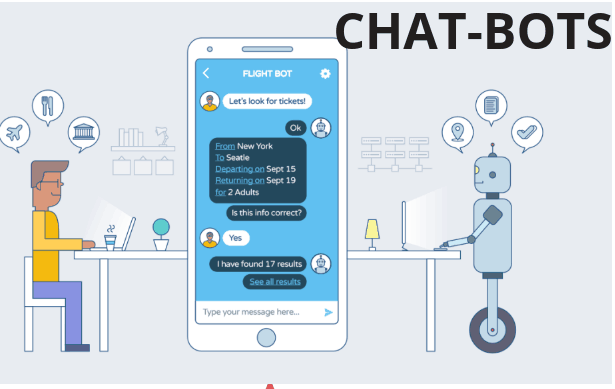 CHAT-BOTS
FLIGHT BOT
Let's look for tickets!
Ok
From New York
To Seatle
Departing on Sept 15
Returning on Sept 19
for 2 Adults
Is this info correct?
Yes
I have found 17 results
See all results
Type your message here...